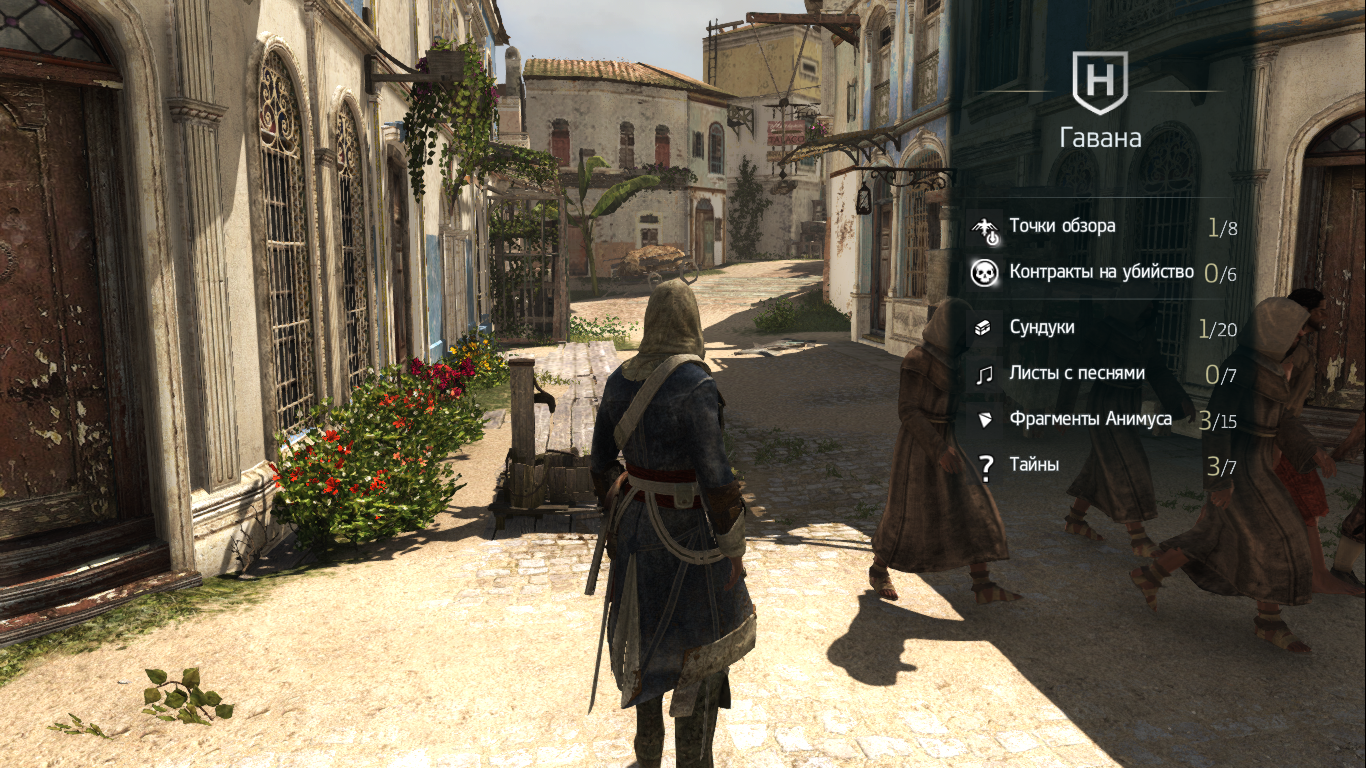 H
Гавана
Точки обзора 1/8
Контракты на убийство 0/6
Сундуки 1/20
Листы с песнями 0/7
Фрагменты Анимуса 3/15
? Тайны 3/7